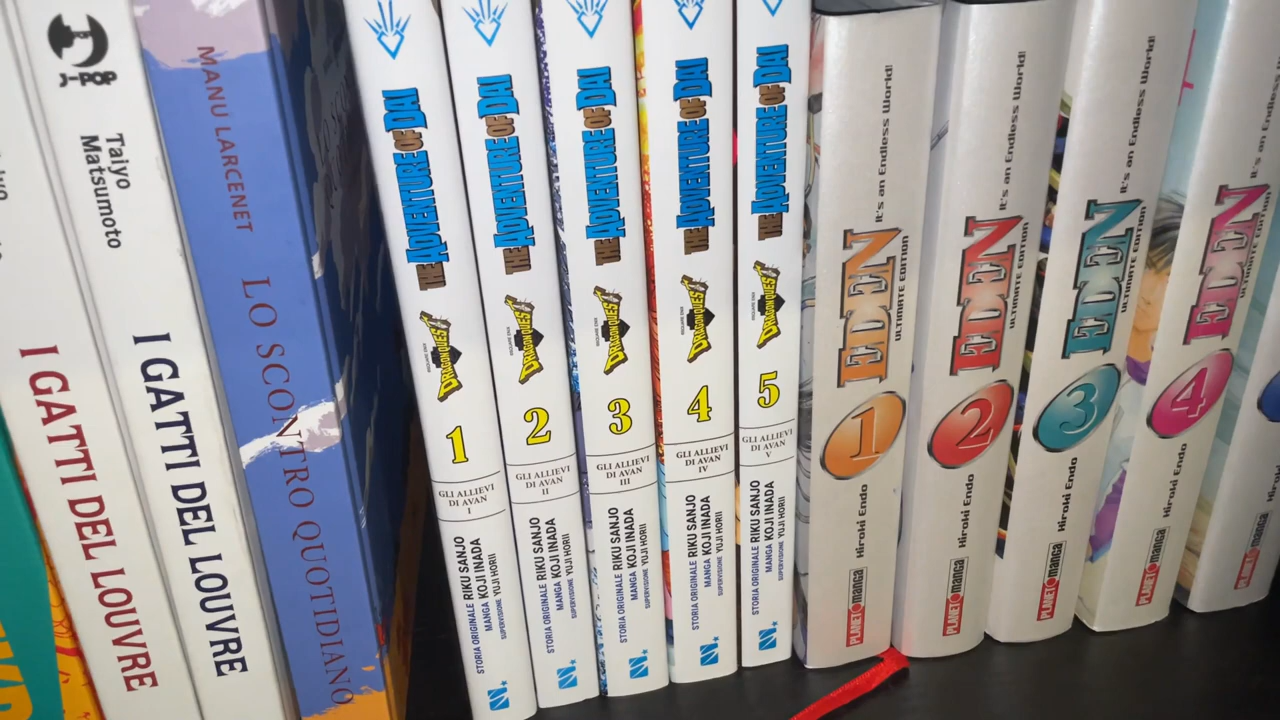 I GATTI DEL LOUVRE
Taiyo
Matsumoto
I GATTI DEL LOUVRE
MANU LARCENET
LO SCONTRO QUOTIDIANO
THE ADVENTURE OF DAI
DRAGON QUEST
1
GLI ALLIEVI
DI AVAN
I
STORIA ORIGINALE RIKU SANJO
MANGA KOJI INADA
SUPERVISIONE YUJI HORII
THE ADVENTURE OF DAI
DRAGON QUEST
2
GLI ALLIEVI
DI AVAN
II
STORIA ORIGINALE RIKU SANJO
MANGA KOJI INADA
SUPERVISIONE YUJI HORII
THE ADVENTURE OF DAI
DRAGON QUEST
3
GLI ALLIEVI
DI AVAN
III
STORIA ORIGINALE RIKU SANJO
MANGA KOJI INADA
SUPERVISIONE YUJI HORII
THE ADVENTURE OF DAI
DRAGON QUEST
4
GLI ALLIEVI
DI AVAN
IV
STORIA ORIGINALE RIKU SANJO
MANGA KOJI INADA
SUPERVISIONE YUJI HORII
THE ADVENTURE OF DAI
DRAGON QUEST
5
GLI ALLIEVI
DI AVAN
V
STORIA ORIGINALE RIKU SANJO
MANGA KOJI INADA
SUPERVISIONE YUJI HORII
EDEN It's an Endless World!
ULTIMATE EDITION
1
Hiroki Endo
PLANET manga
EDEN It's an Endless World!
ULTIMATE EDITION
2
Hiroki Endo
PLANET manga
EDEN It's an Endless World!
ULTIMATE EDITION
3
Hiroki Endo
PLANET manga
EDEN It's an Endless World!
ULTIMATE EDITION
4
Hiroki Endo
PLANET manga